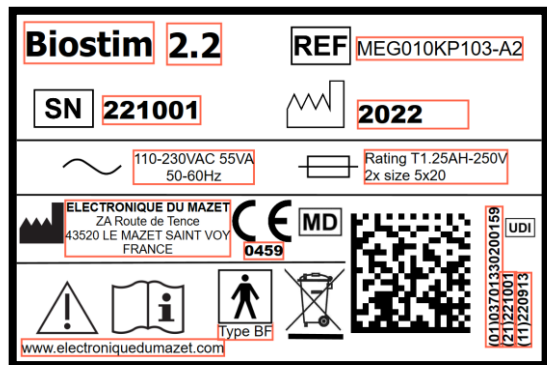 Biostim 2.2
REF MEG010KP103-A2
SN 221001
2022
110-230VAC 55VA
50-60Hz
Rating T1.25AH-250V
2x size 5x20
ELECTRONIQUE DU MAZET
ZA Route de Tence
43520 LE MAZET SAINT VOY
FRANCE
CE
0459
MD
UDI
(01)03701330200159
(21)221001
(11)220913
i
Type BF
www.electroniquedumazet.com